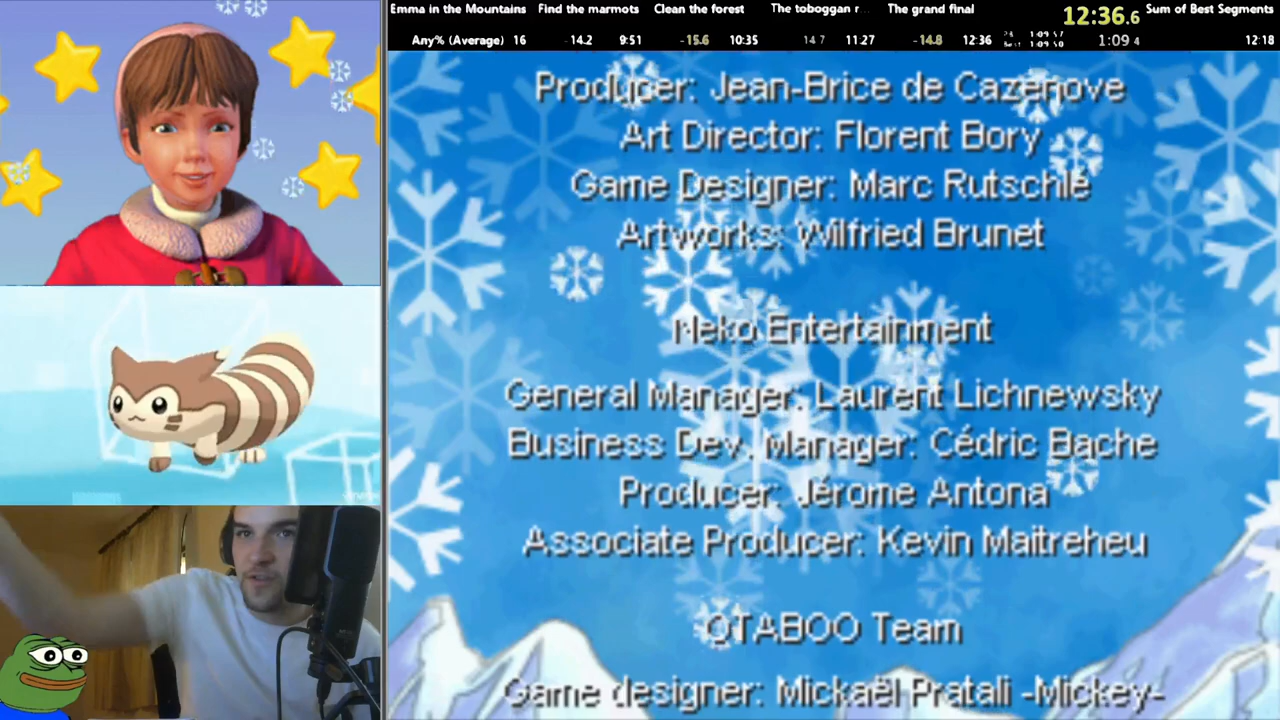 Emma in the Mountains Find the marmots Clean the forest The toboggan r... The grand final 12:36.6 Sum of Best Segments
Any% (Average) 16 -14.2 9:51 -15.6 10:35 14.7 11:27 -14.8 12:36 1:09.4 12:18
Producer: Jean-Brice de Cazenove
Art Director: Florent Bory
Game Designer: Marc Rutschlé
Artworks: Wilfried Brunet
Neko Entertainment
General Manager: Laurent Lichnewsky
Business Dev. Manager: Cédric Bache
Producer: Jérome Antona
Associate Producer: Kevin Maitreheu
OTABOO Team
Game designer: Mickaël Pratali -Mickey-